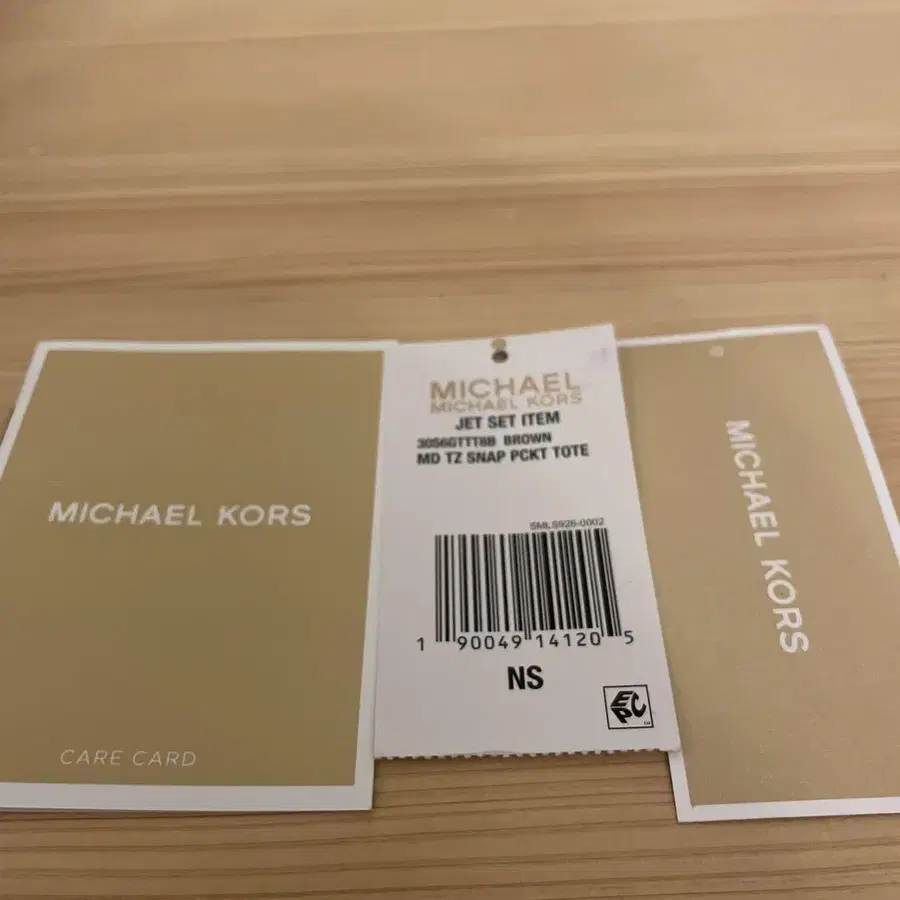 MICHAEL KORS
CARE CARD
MICHAEL
MICHAEL KORS
JET SET ITEM
30S6GTTT8B BROWN
MD TZ SNAP PCKT TOTE
SMLS926-0002
1 90049 14120 5
NS
EPC
MICHAEL KORS